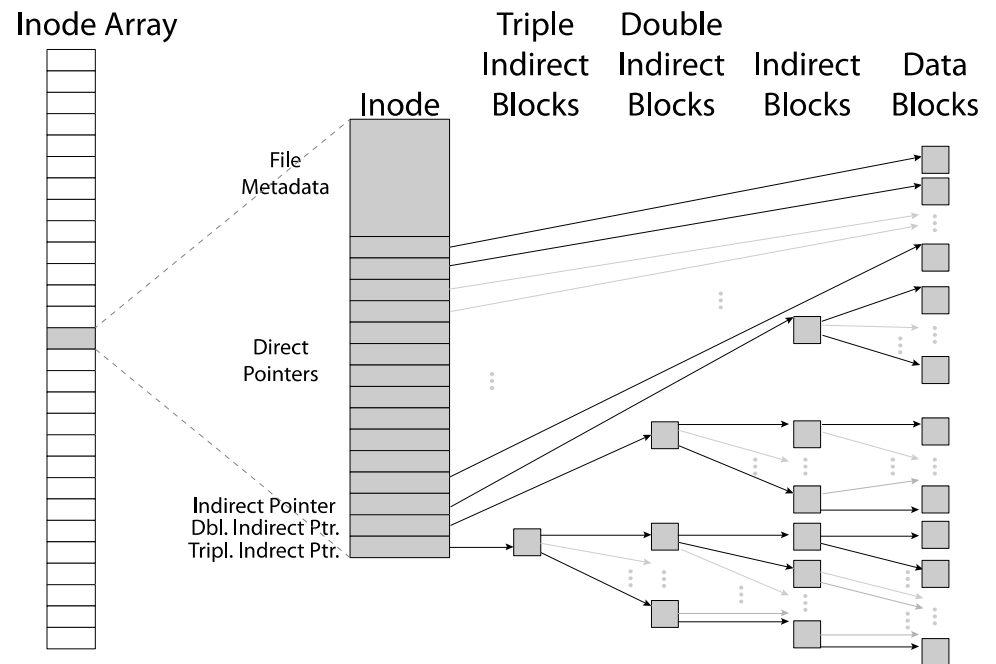 Inode Array
Triple
Indirect
Blocks
Double
Indirect
Blocks
Indirect
Blocks
Data
Blocks
Inode
File
Metadata
Direct
Pointers
Indirect Pointer
Dbl. Indirect Ptr.
Tripl. Indrect Ptr.